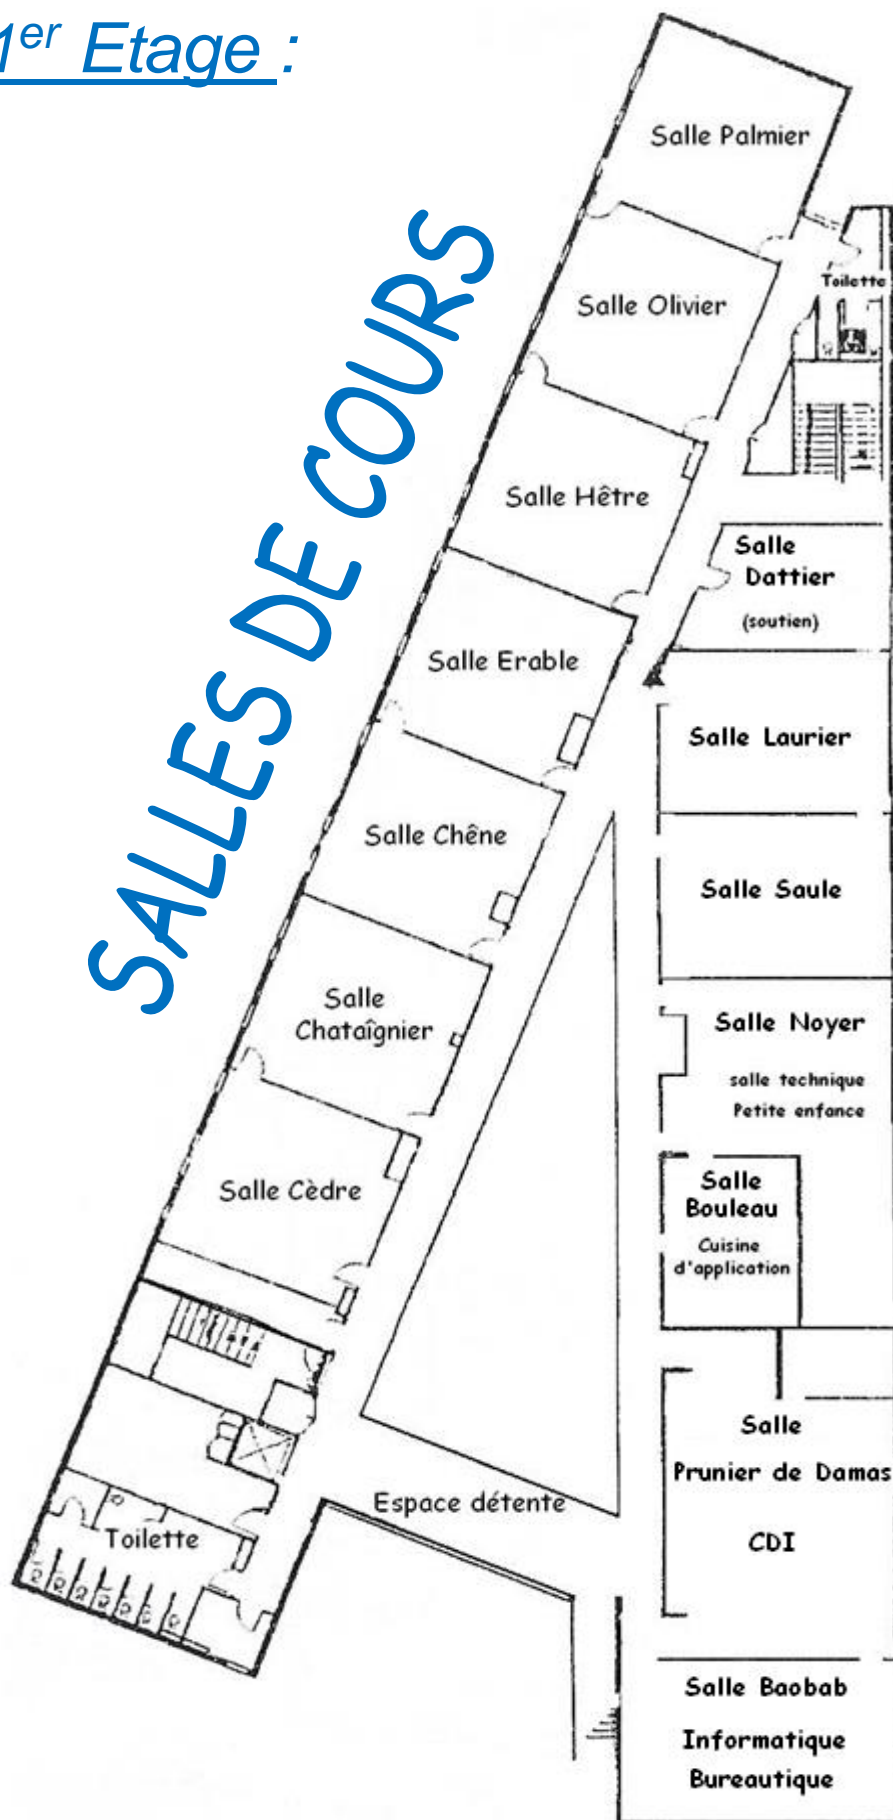 1er Etage :
SALLES DE COURS
Salle Palmier
Toilette
Salle Olivier
Salle Hêtre
Salle
Dattier
(soutien)
Salle Erable
Salle Laurier
Salle Chêne
Salle Saule
Salle
Chataîgnier
Salle Noyer
salle technique
Petite enfance
Salle Cèdre
Salle
Bouleau
Cuisine
d'application
Salle
Prunier de Damas
CDI
Espace détente
Toilette
Salle Baobab
Informatique
Bureautique